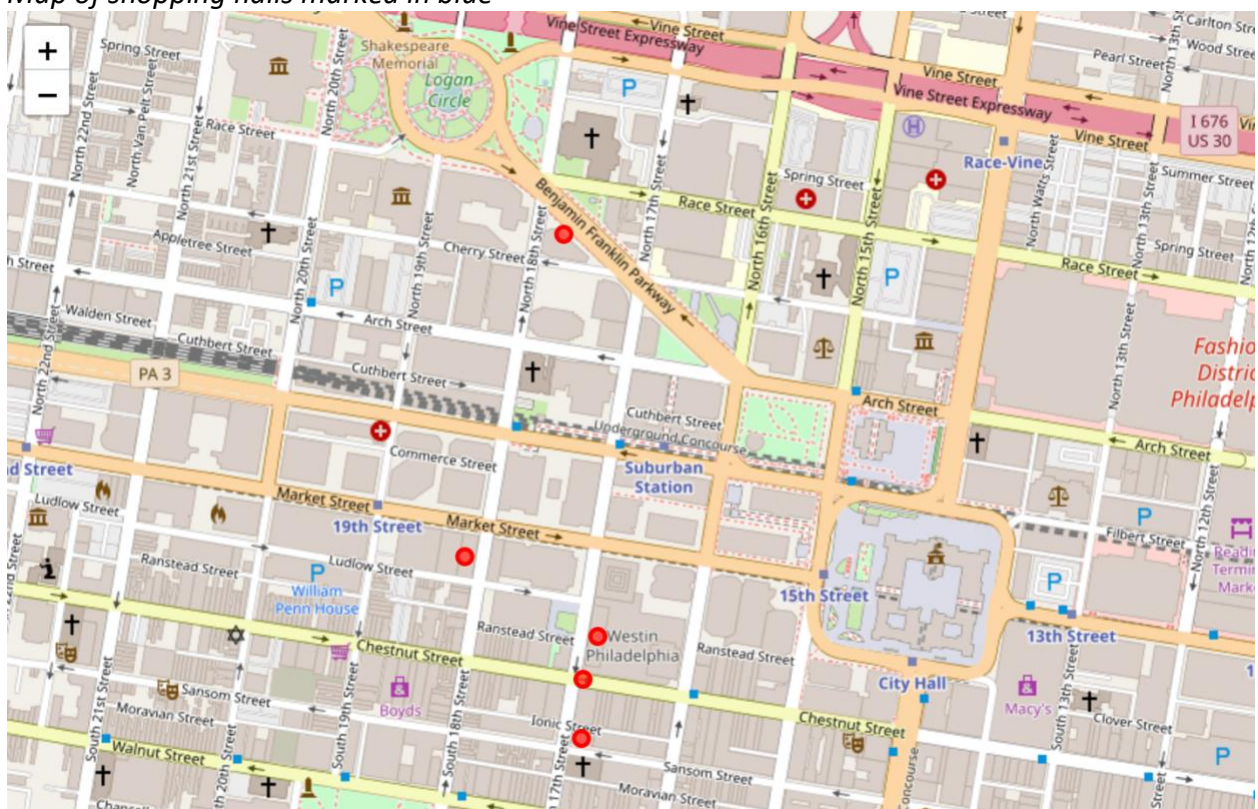 Map of shopping halls marked in blue
+
−
Shakespeare
Memorial
Logan
Circle
Vine Street
Vine Street
Vine Street Expressway
Carlton Street
Wood Street
Pearl Street
Spring Street
North 22nd Street
North Van Pelt Street
North 21st Street
North 20th Street
Race Street
P
Vine Street
Vine Street Expressway
Vine Street
I 676
US 30
H
Race-Vine
Spring Street
Summer Street
North 17th Street
North 16th Street
North 15th Street
North Watts Street
North 13th Street
Benjamin Franklin Parkway
Race Street
Appletree Street
Cherry Street
North 19th Street
North 18th Street
Spring Street
Race Street
P
P
Walden Street
Cuthbert Street
Arch Street
PA 3
Cuthbert Street
Fashion
District
Arch Street
Cuthbert Street
Underground Concourse
Arch Street
Commerce Street
Suburban
Station
Market Street
19th Street
Market Street
Ludlow Street
North 12th Street
P
Filbert Street
Ranstead Street
Ludlow Street
P
William
Penn House
15th Street
P
13th Street
Ranstead Street
Westin
Philadelphia
Ranstead Street
Chestnut Street
City Hall
Boyds
Macy's
Sansom Street
Moravian Street
Ionic Street
Chestnut Street
Clover Street
South 21st Street
South 20th Street
South 19th Street
South 18th Street
South 17th Street
South 13th Street
Walnut Street
Sansom Street
Moravian Street
Concourse
P